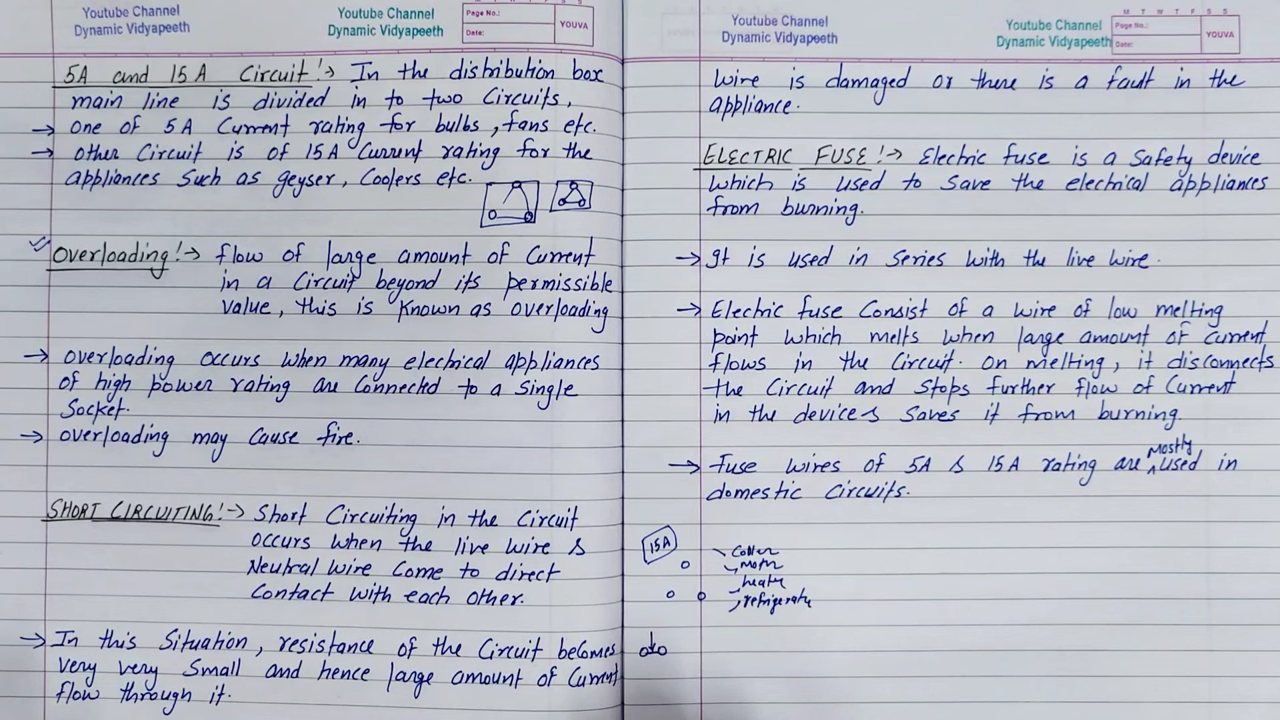 Youtube Channel
Dynamic Vidyapeeth
Youtube Channel
Dynamic Vidyapeeth
Page No.:
Date:
YOUVA
5A and 15A Circuit!→ In the distribution box
main line is divided in to two Circuits,
→ one of 5A Current rating for bulbs, fans etc.
→ other Circuit is of 15A Current rating for the
appliances Such as geyser, Coolers etc.
Overloading!→ flow of large amount of Current
in a Circuit beyond its permissible
value, this is known as overloading
→ overloading occurs when many electrical appliances
of high power rating are Connected to a Single
Socket.
→ overloading may Cause fire.
SHORT CIRCUITING!→ Short Circuiting in the Circuit
occurs when the live wire &
Neutral wire Come to direct
Contact with each other.
→ In this Situation, resistance of the Circuit becomes
very very Small and hence large amount of Current
flow through it.
Youtube Channel
Dynamic Vidyapeeth
Youtube Channel
Dynamic Vidyapeeth
M T W T F S S
Page No.:
Date:
YOUVA
wire is damaged or there is a fault in the
appliance.
ELECTRIC FUSE!→ Electric fuse is a Safety device
which is used to Save the electrical appliances
from burning.
→ It is used in Series with the live wire.
→ Electric fuse Consist of a wire of low melting
point which melts when large amount of Current
flows in the Circuit. On melting, it disconnects
the Circuit and Stops further flow of Current
in the device & Saves it from burning.
→ Fuse wires of 5A & 15A rating are Mostly used in
domestic Circuits.
15A